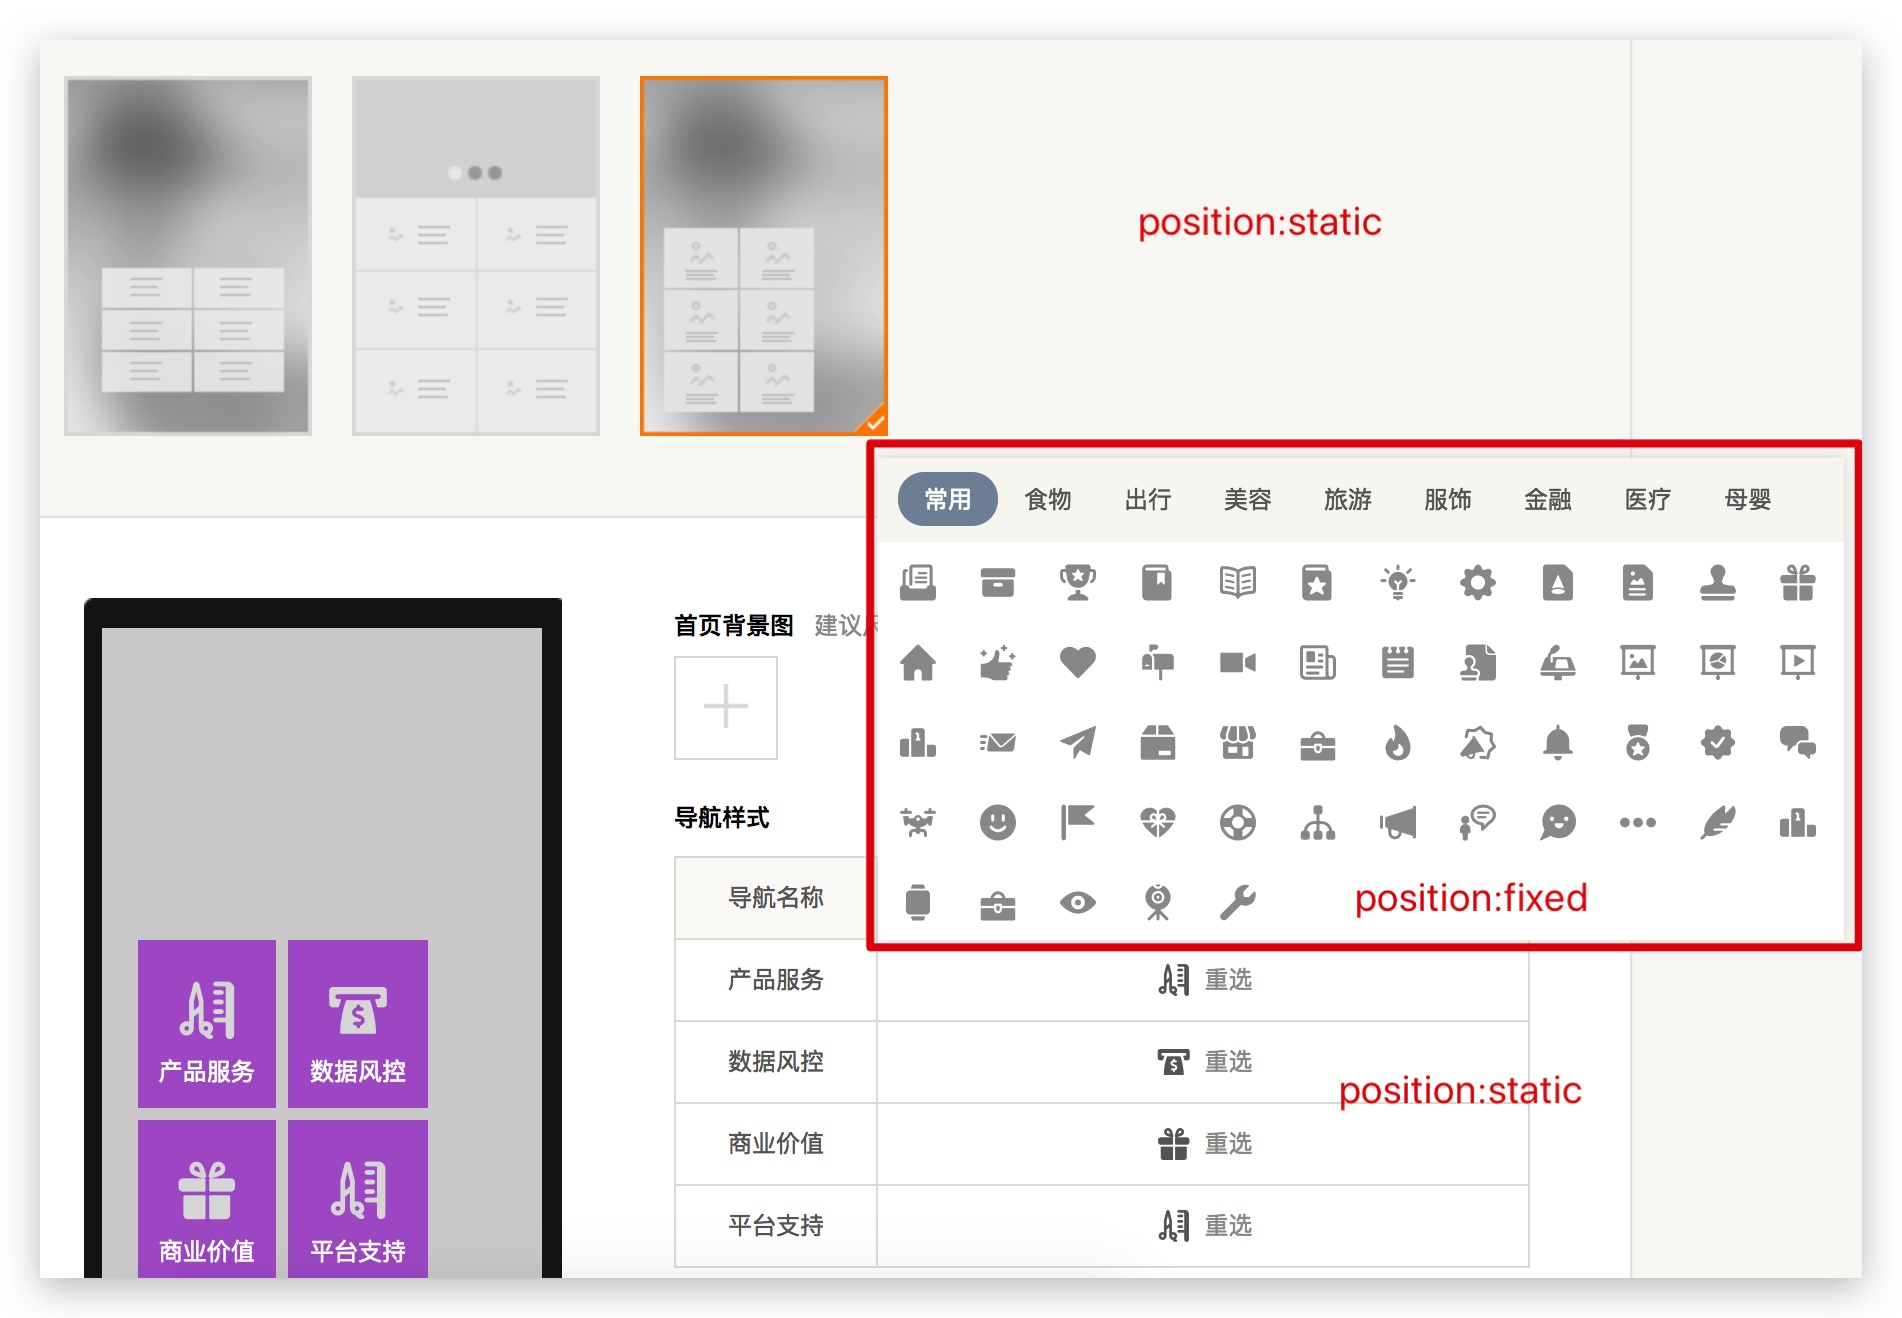 position:static
常用 食物 出行 美容 旅游 服饰 金融 医疗 母婴
首页背景图 建议
导航样式
position:fixed
导航名称
产品服务 重选
数据风控 重选
position:static
商业价值 重选
平台支持 重选
产品服务 数据风控
商业价值 平台支持